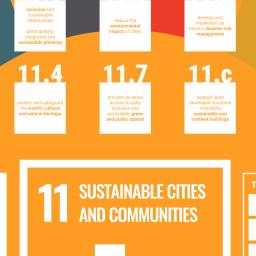 inclusive and
sustainable
urbanization
participatory,
integrated and
sustainable planning
reduce the
environmental
impact of cities
develop and
implement
holistic disaster risk
management
11.4
protect and safeguard
the world's cultural
and natural heritage
11.7
provide universal
access to safe,
inclusive and
accessible, green
and public spaces
11.c
support least
developed countries
in building
sustainable and
resilient buildings
11
SUSTAINABLE CITIES
AND COMMUNITIES
T